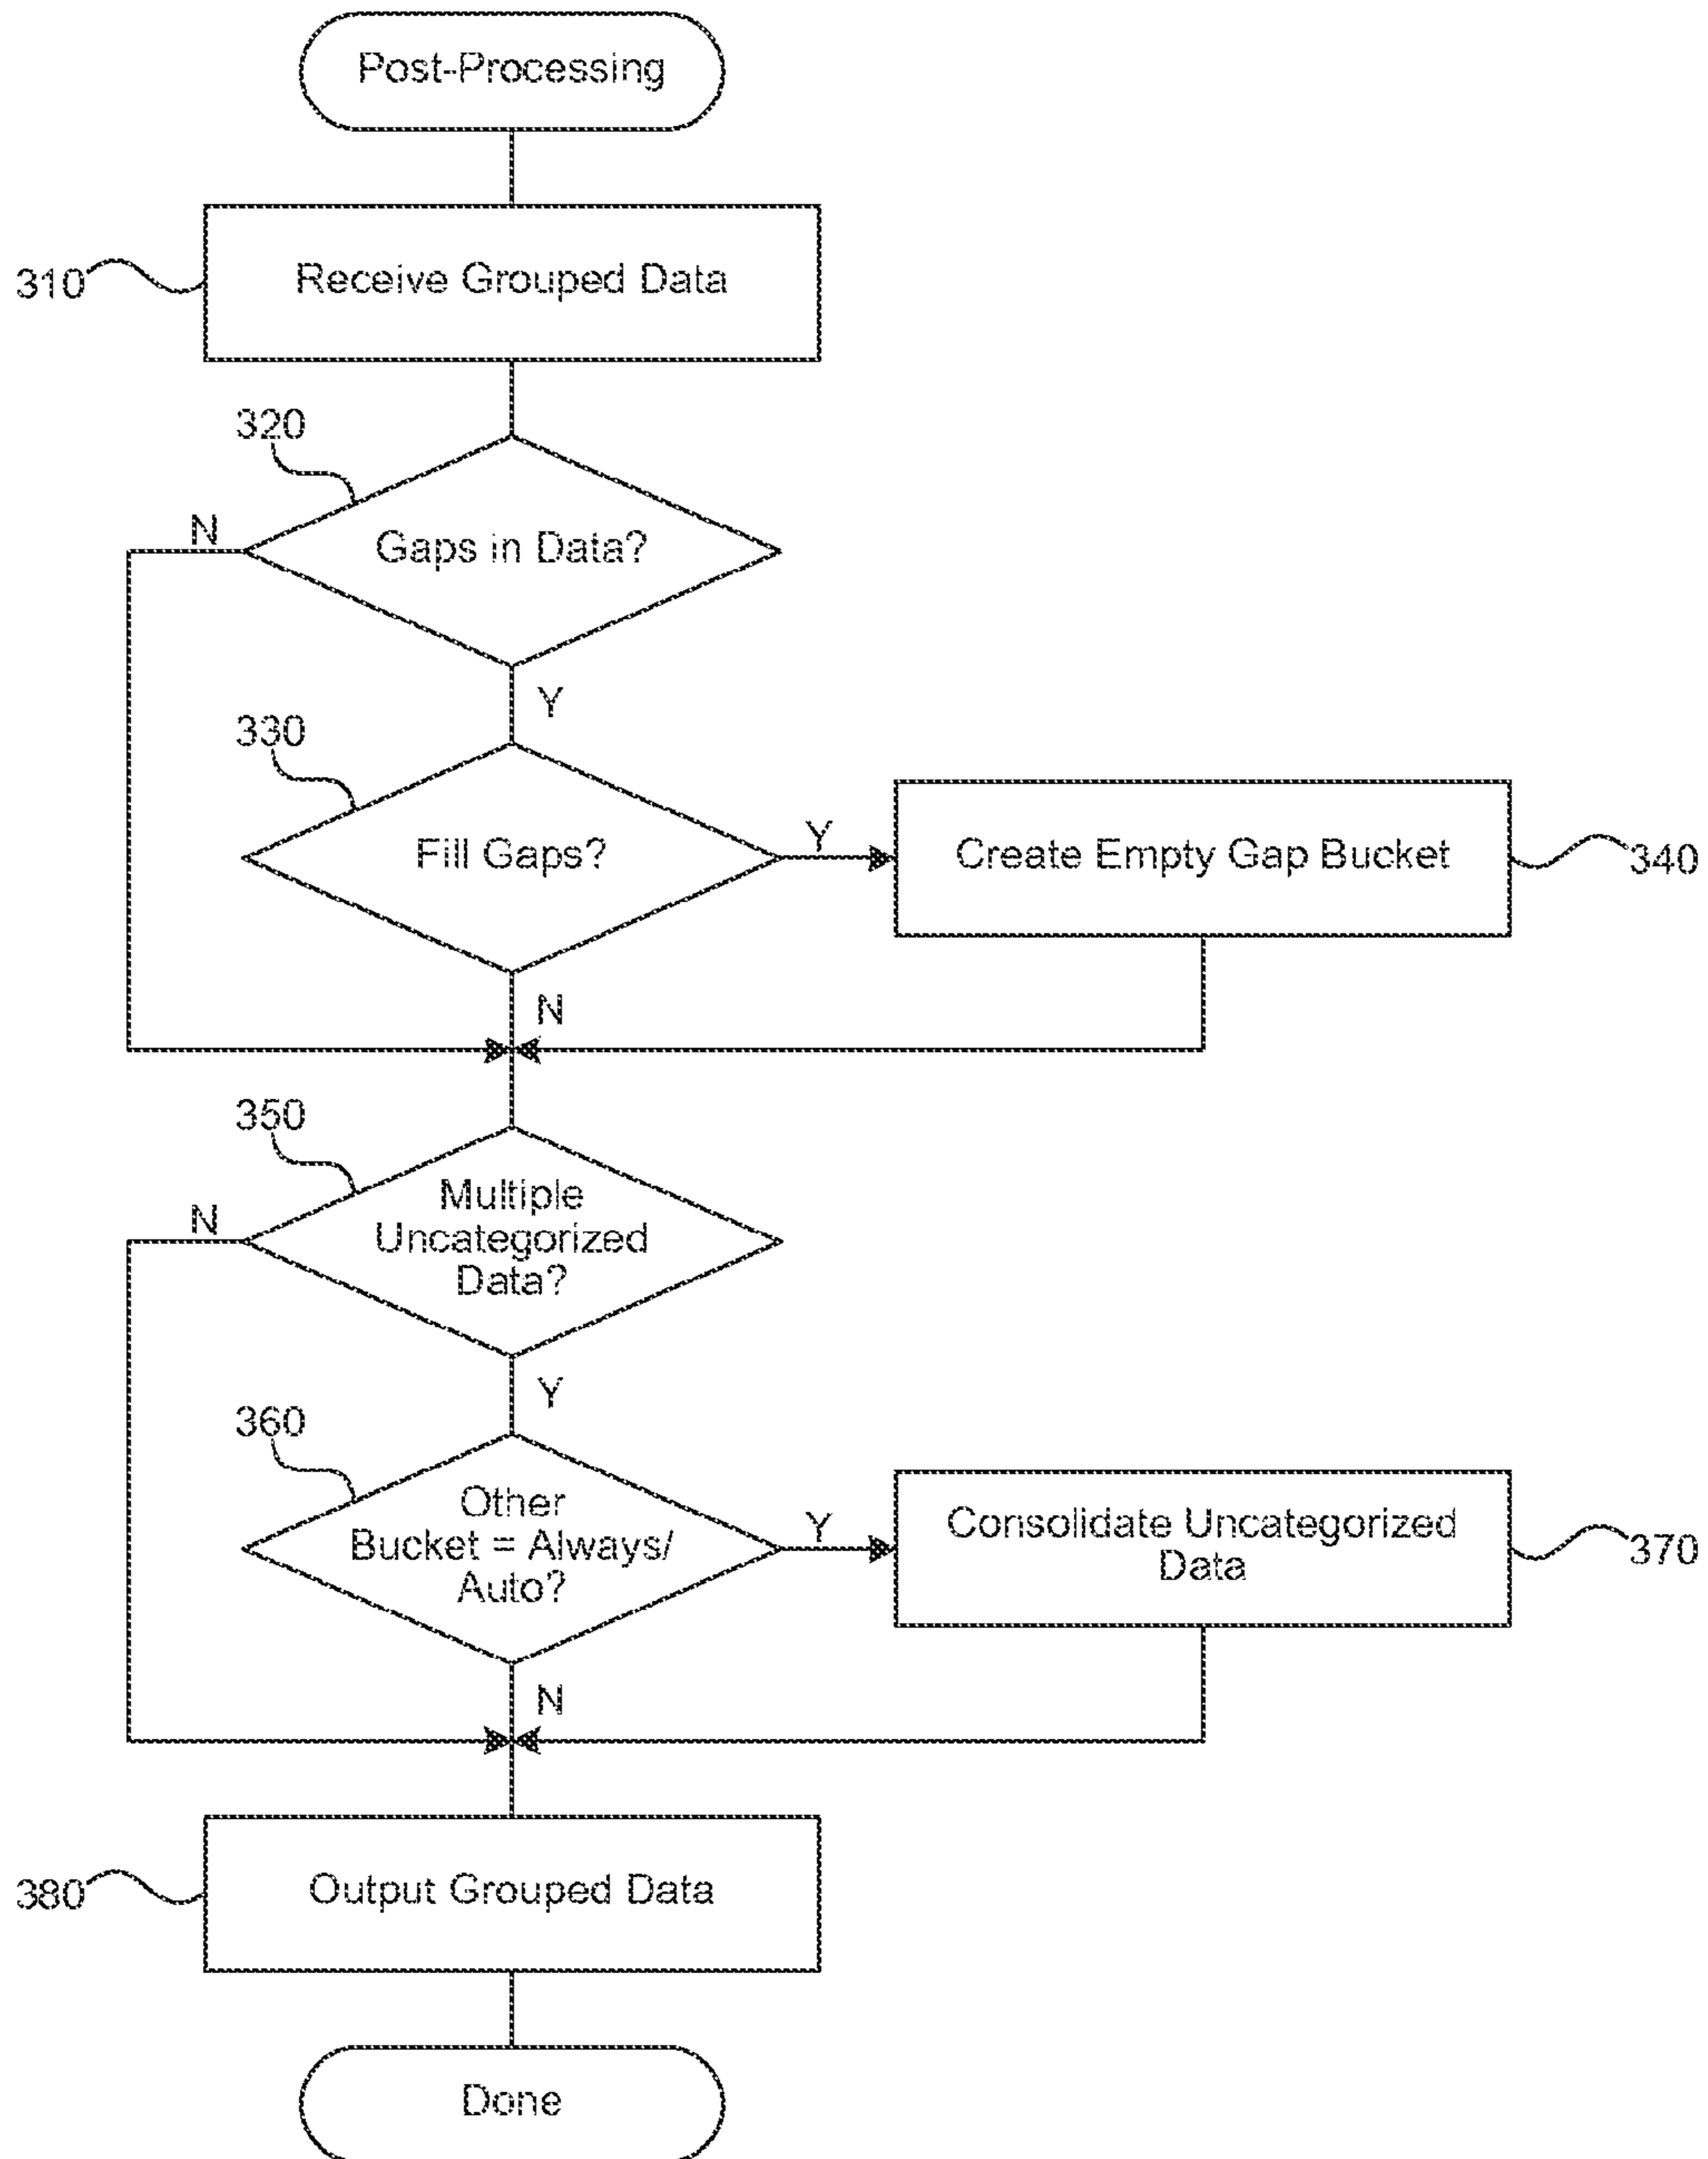 Post-Processing
310
Receive Grouped Data
320
N
Gaps in Data?
Y
330
Fill Gaps?
Y
Create Empty Gap Bucket
340
N
350
N
Multiple
Uncategorized
Data?
Y
360
Other
Bucket = Always/
Auto?
Y
Consolidate Uncategorized
Data
370
N
380
Output Grouped Data
Done